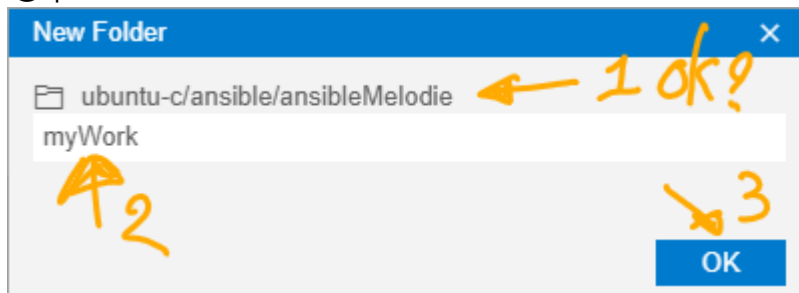 New Folder ×
ubuntu-c/ansible/ansibleMelodie 1 ok?
myWork
2
3
OK